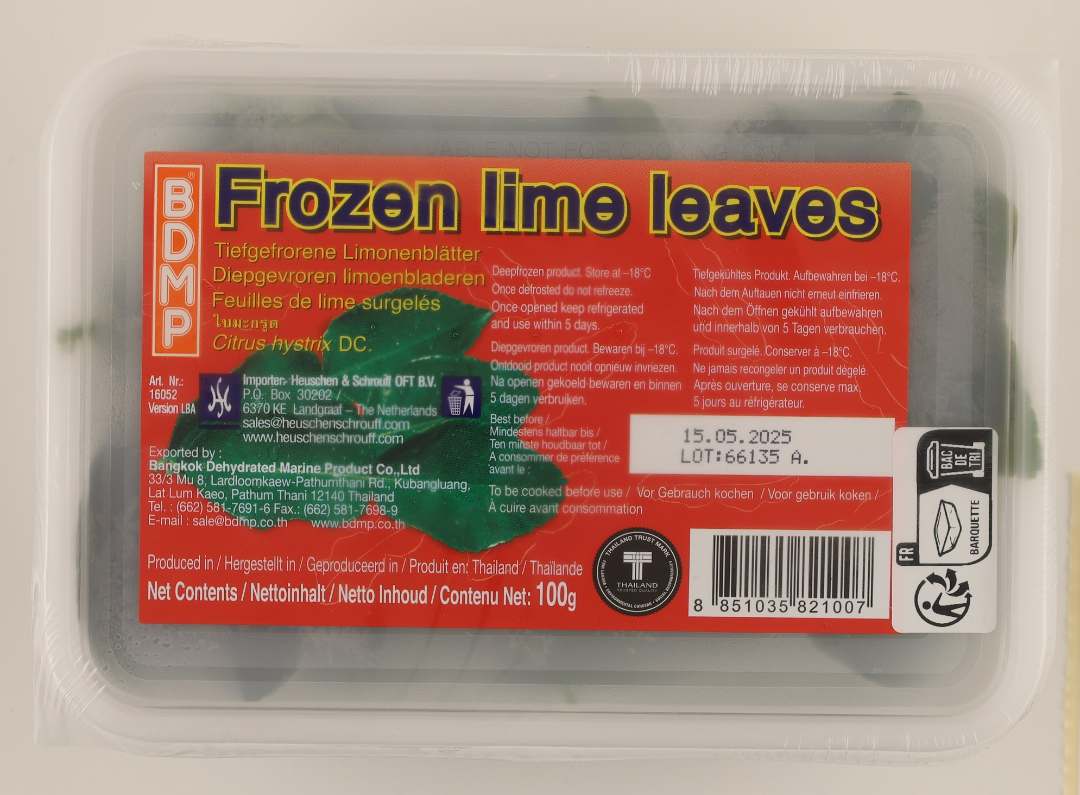 BDMP®
Frozen lime leaves
Tiefgefrorene Limonenblätter
Diepgevroren limoenbladeren
Feuilles de lime surgelés
ใบมะกรูด
Citrus hystrix DC.
Deepfrozen product. Store at –18°C
Once defrosted do not refreeze.
Once opened keep refrigerated
and use within 5 days.
Diepgevroren product. Bewaren bij –18°C.
Ontdooid product nooit opnieuw invriezen.
Na openen gekoeld bewaren en binnen
5 dagen verbruiken.
Tiefgekühltes Produkt. Aufbewahren bei –18°C.
Nach dem Auftauen nicht erneut einfrieren.
Nach dem Öffnen gekühlt aufbewahren
und innerhalb von 5 Tagen verbrauchen.
Produit surgelé. Conserver à –18°C.
Ne jamais recongeler un produit dégelé.
Après ouverture, se conserve max.
5 jours au réfrigérateur.
Art. Nr.:
16052
Version LBA
Importer: Heuschen & Schrouff OFT B.V.
P.O. Box 30202 /
6370 KE Landgraaf – The Netherlands
sales@heuschenschrouff.com
www.heuschenschrouff.com
Exported by :
Bangkok Dehydrated Marine Product Co.,Ltd
33/3 Mu 8, Lardloomkaew-Pathumthani Rd., Kubangluang,
Lat Lum Kaeo, Pathum Thani 12140 Thailand
Tel. : (662) 581-7691-6 Fax.: (662) 581-7698-9
E-mail : sale@bdmp.co.th www.bdmp.co.th
Best before /
Mindestens haltbar bis /
Ten minste houdbaar tot /
A consommer de préférence
avant le :
15.05.2025
LOT:66135 A.
To be cooked before use / Vor Gebrauch kochen / Voor gebruik koken /
À cuire avant consommation
Produced in / Hergestellt in / Geproduceerd in / Produit en: Thailand / Thaïlande
Net Contents / Nettoinhalt / Netto Inhoud / Contenu Net: 100g
THAILAND TRUST MARK
THAILAND
8 851035 821007
FR
BAC
DE
TRI
BARQUETTE